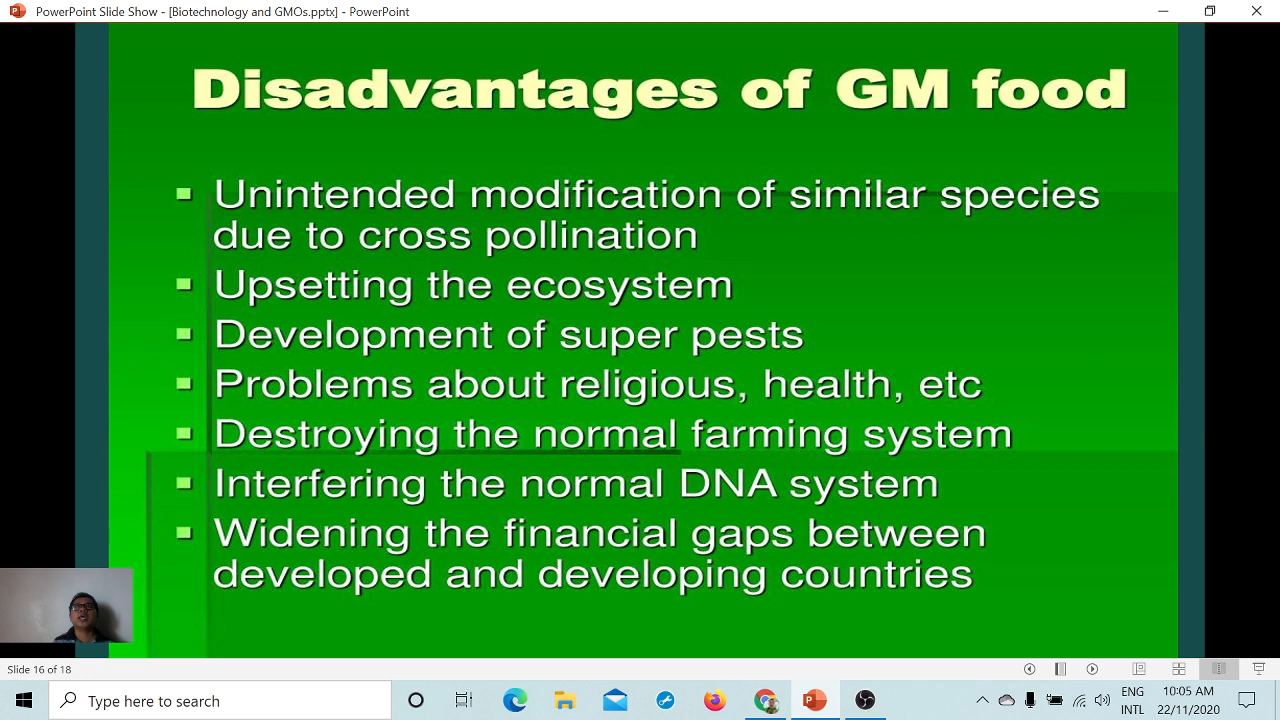 PowerPoint Slide Show - [Biotechnology and GMOs.pptx] - PowerPoint
Disadvantages of GM food
Unintended modification of similar species
due to cross pollination
Upsetting the ecosystem
Development of super pests
Problems about religious, health, etc
Destroying the normal farming system
Interfering the normal DNA system
Widening the financial gaps between
developed and developing countries
Slide 16 of 18
Type here to search
ENG
INTL
10:05 AM
22/11/2020